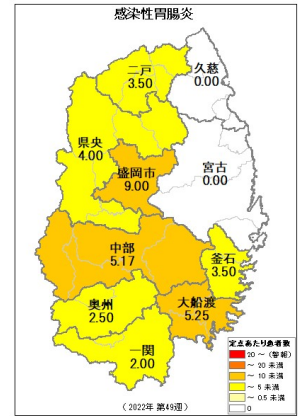 感染性胃腸炎
二戸
3.50
久慈
0.00
県央
4.00
盛岡市
9.00
宮古
0.00
中部
5.17
釜石
3.50
奥州
2.50
大船渡
5.25
一関
2.00
定点あたり患者数
20 ～ (警報)
～ 20 未満
～ 10 未満
～ 5 未満
～ 0.5 未満
0
(2022年 第49週)